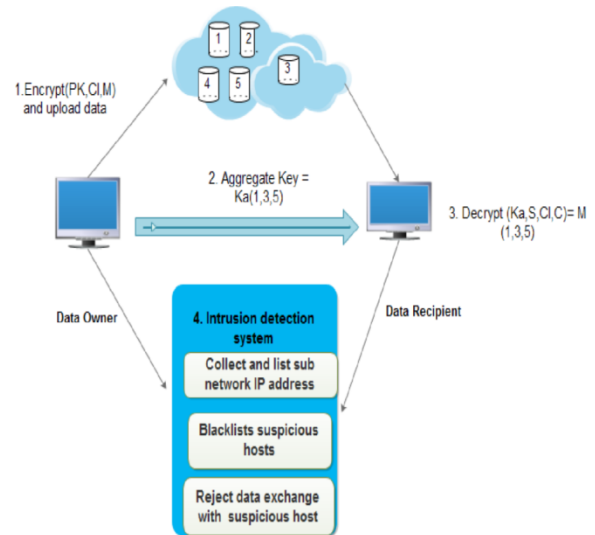 1
2
3
4
5
1.Encrypt(PK,CI,M)
and upload data
2. Aggregate Key =
Ka(1,3,5)
3. Decrypt (Ka,S,CI,C)= M
(1,3,5)
Data Owner
Data Recipient
4. Intrusion detection
system
Collect and list sub
network IP address
Blacklists suspicious
hosts
Reject data exchange
with suspicious host